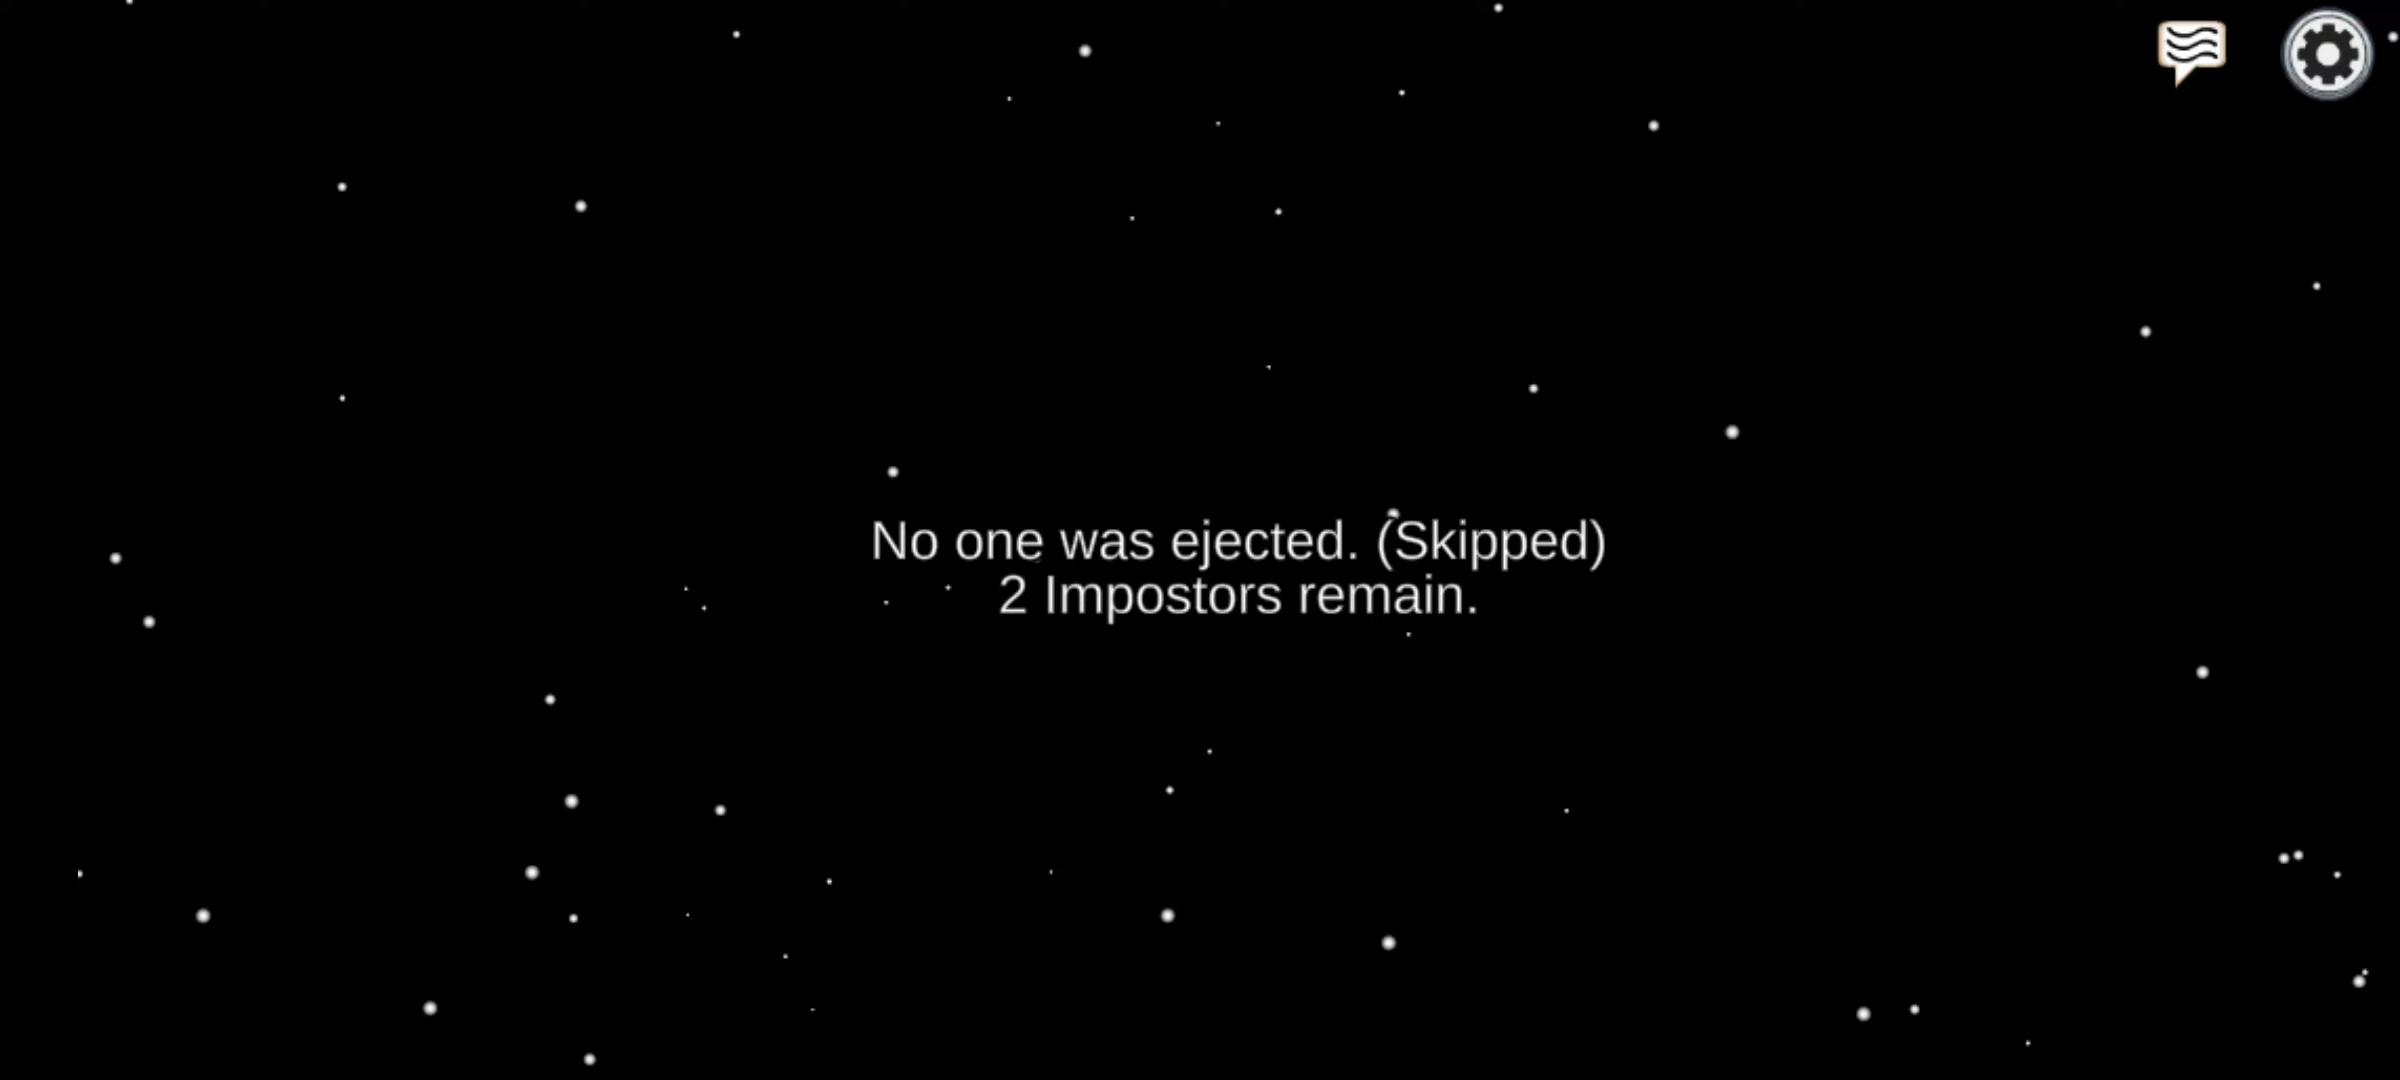 No one was ejected. (Skipped)
2 Impostors remain.